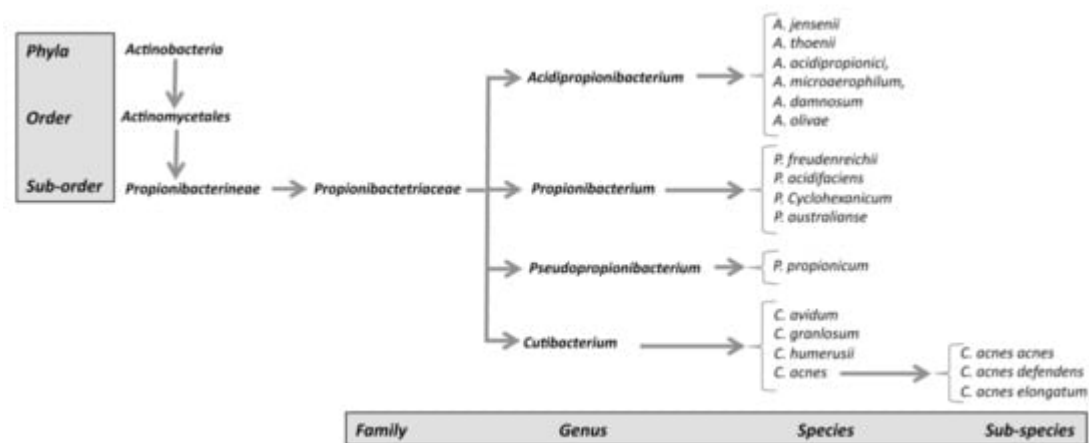 Phyla
Actinobacteria
Order
Actinomycetales
Sub-order
Propionibacterineae
Propionibactetriaceae
Acidipropionibacterium
A. jensenii
A. thoenii
A. acidipropionici,
A. microaerophilum,
A. damnosum
A. olivae
Propionibacterium
P. freudenreichii
P. acidifaciens
P. Cyclohexanicum
P. australianse
Pseudopropionibacterium
P. propionicum
Cutibacterium
C. avidum
C. granlosum
C. humerusii
C. acnes
C. acnes acnes
C. acnes defendens
C. acnes elongatum
Family
Genus
Species
Sub-species